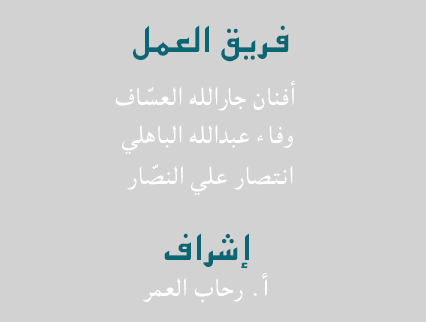 فريق العمل
أفنان جارالله العسّاف
وفاء عبدالله الباهلي
انتصار علي النصّار
إشراف
أ. رحاب العمر